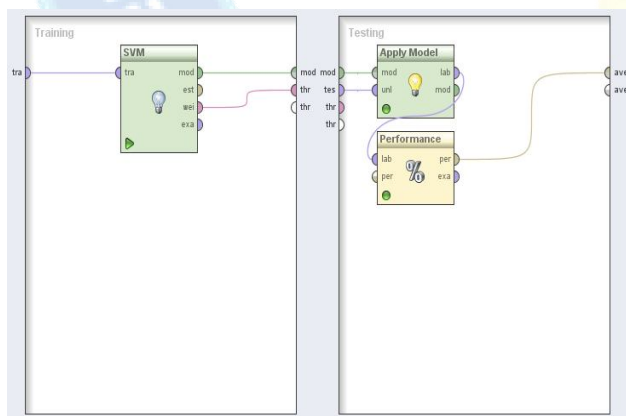 Training
SVM
tra
tra
mod
est
wei
exa
mod
thr
thr
Testing
mod
tes
thr
thr
Apply Model
mod
unl
lab
mod
Performance
lab
per
per
exa
%
ave
ave